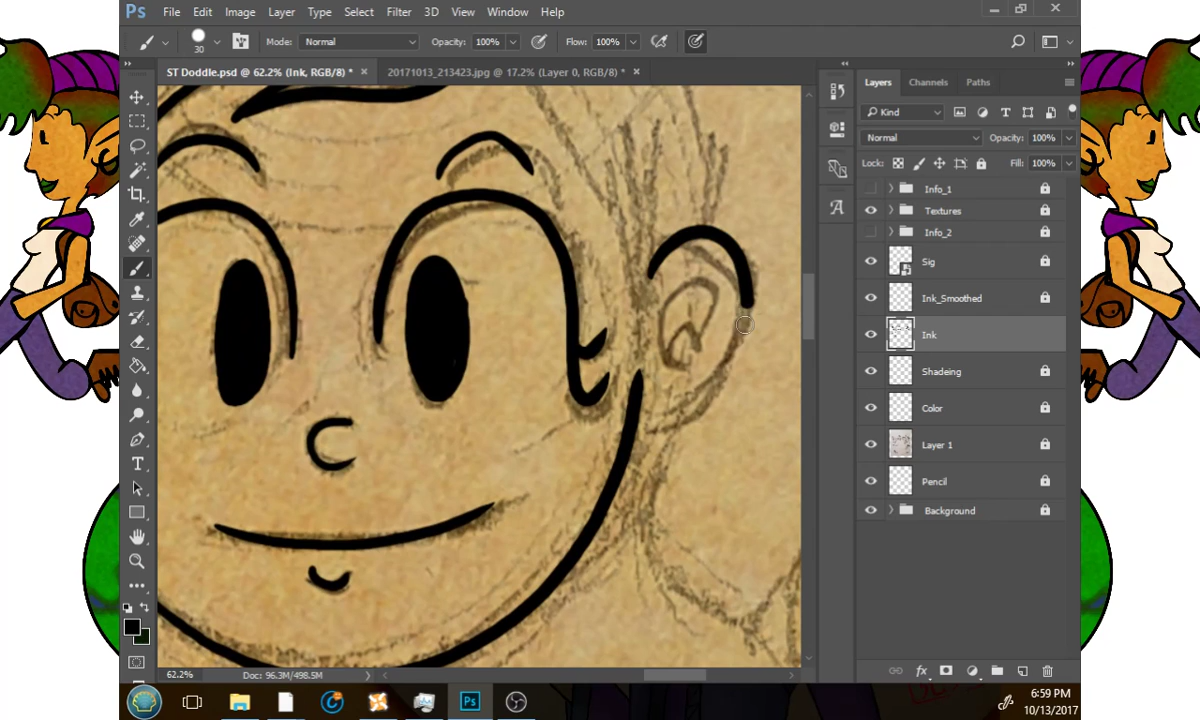 Ps File Edit Image Layer Type Select Filter 3D View Window Help
30 Mode: Normal Opacity: 100% Flow: 100%
ST Doddle.psd @ 62.2% (Ink, RGB/8) * × 20171013_213423.jpg @ 17.2% (Layer 0, RGB/8) * ×
Layers Channels Paths
Kind
Normal Opacity: 100%
Lock: Fill: 100%
Info_1
Textures
Info_2
Sig
Ink_Smoothed
Ink
Shadeing
Color
Layer 1
Pencil
Background
62.2% Doc: 96.3M/498.5M
Ps
6:59 PM
10/13/2017